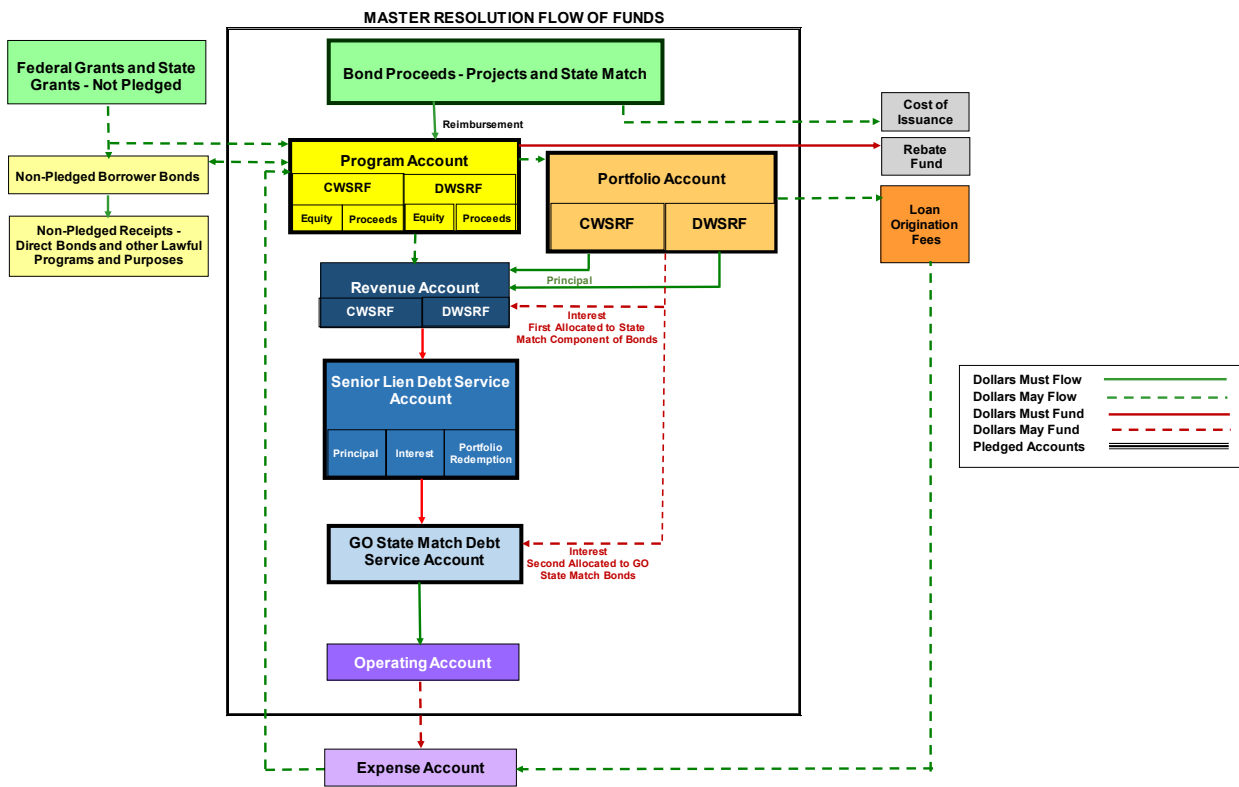 MASTER RESOLUTION FLOW OF FUNDS
Federal Grants and State
Grants - Not Pledged
Bond Proceeds - Projects and State Match
Cost of
Issuance
Reimbursement
Rebate
Fund
Program Account
CWSRF
DWSRF
Equity
Proceeds
Equity
Proceeds
Non-Pledged Borrower Bonds
Portfolio Account
CWSRF
DWSRF
Loan
Origination
Fees
Non-Pledged Receipts -
Direct Bonds and other Lawful
Programs and Purposes
Principal
Revenue Account
CWSRF
DWSRF
Interest
First Allocated to State
Match Component of Bonds
Senior Lien Debt Service
Account
Principal
Interest
Portfolio
Redemption
Dollars Must Flow
Dollars May Flow
Dollars Must Fund
Dollars May Fund
Pledged Accounts
GO State Match Debt
Service Account
Interest
Second Allocated to GO
State Match Bonds
Operating Account
Expense Account